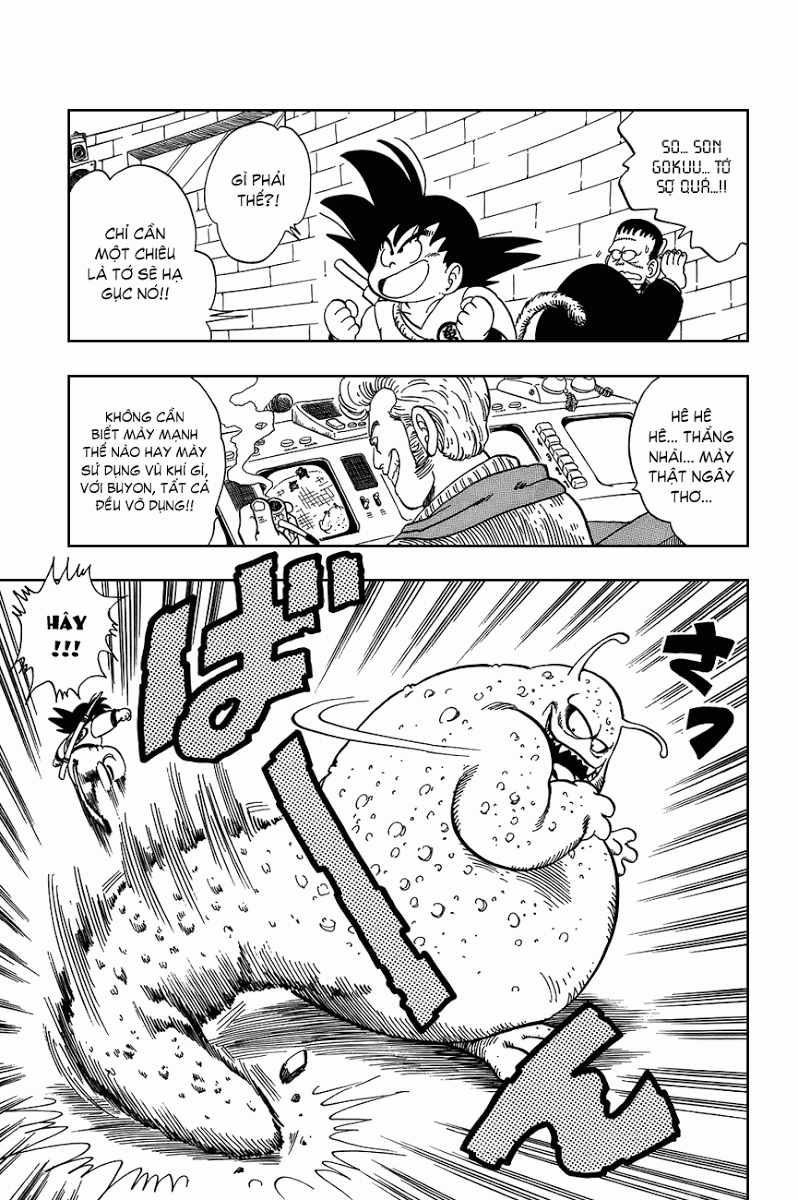 SO... SON
GOKUU... TỚ
SỢ QUÁ...!!
GÌ PHẢI
THẾ?!
CHỈ CẦN
MỘT CHIÊU
LÀ TỚ SẼ HẠ
GỤC NÓ!!
HÊ HÊ
HÊ... THẰNG
NHÃI... MÀY
THẬT NGÂY
THƠ...
KHÔNG CẦN
BIẾT MÀY MẠNH
THẾ NÀO HAY MÀY
SỬ DỤNG VŨ KHÍ GÌ,
VỚI BUYON, TẤT CẢ
ĐỀU VÔ DỤNG!!
さっ
HÂY
!!!
ばーん